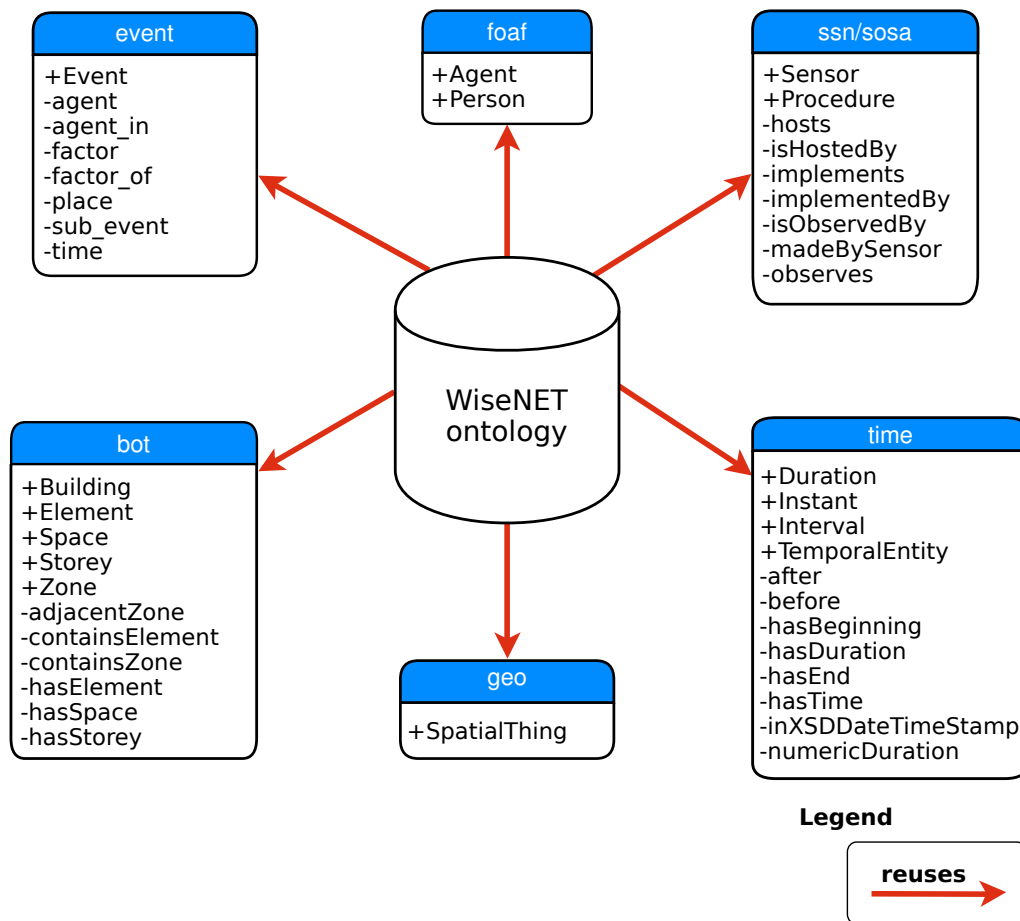 event
+Event
-agent
-agent_in
-factor
-factor_of
-place
-sub_event
-time
foaf
+Agent
+Person
ssn/sosa
+Sensor
+Procedure
-hosts
-isHostedBy
-implements
-implementedBy
-isObservedBy
-madeBySensor
-observes
WiseNET
ontology
bot
+Building
+Element
+Space
+Storey
+Zone
-adjacentZone
-containsElement
-containsZone
-hasElement
-hasSpace
-hasStorey
geo
+SpatialThing
time
+Duration
+Instant
+Interval
+TemporalEntity
-after
-before
-hasBeginning
-hasDuration
-hasEnd
-hasTime
-inXSDDateTimeStamp
-numericDuration
Legend
reuses